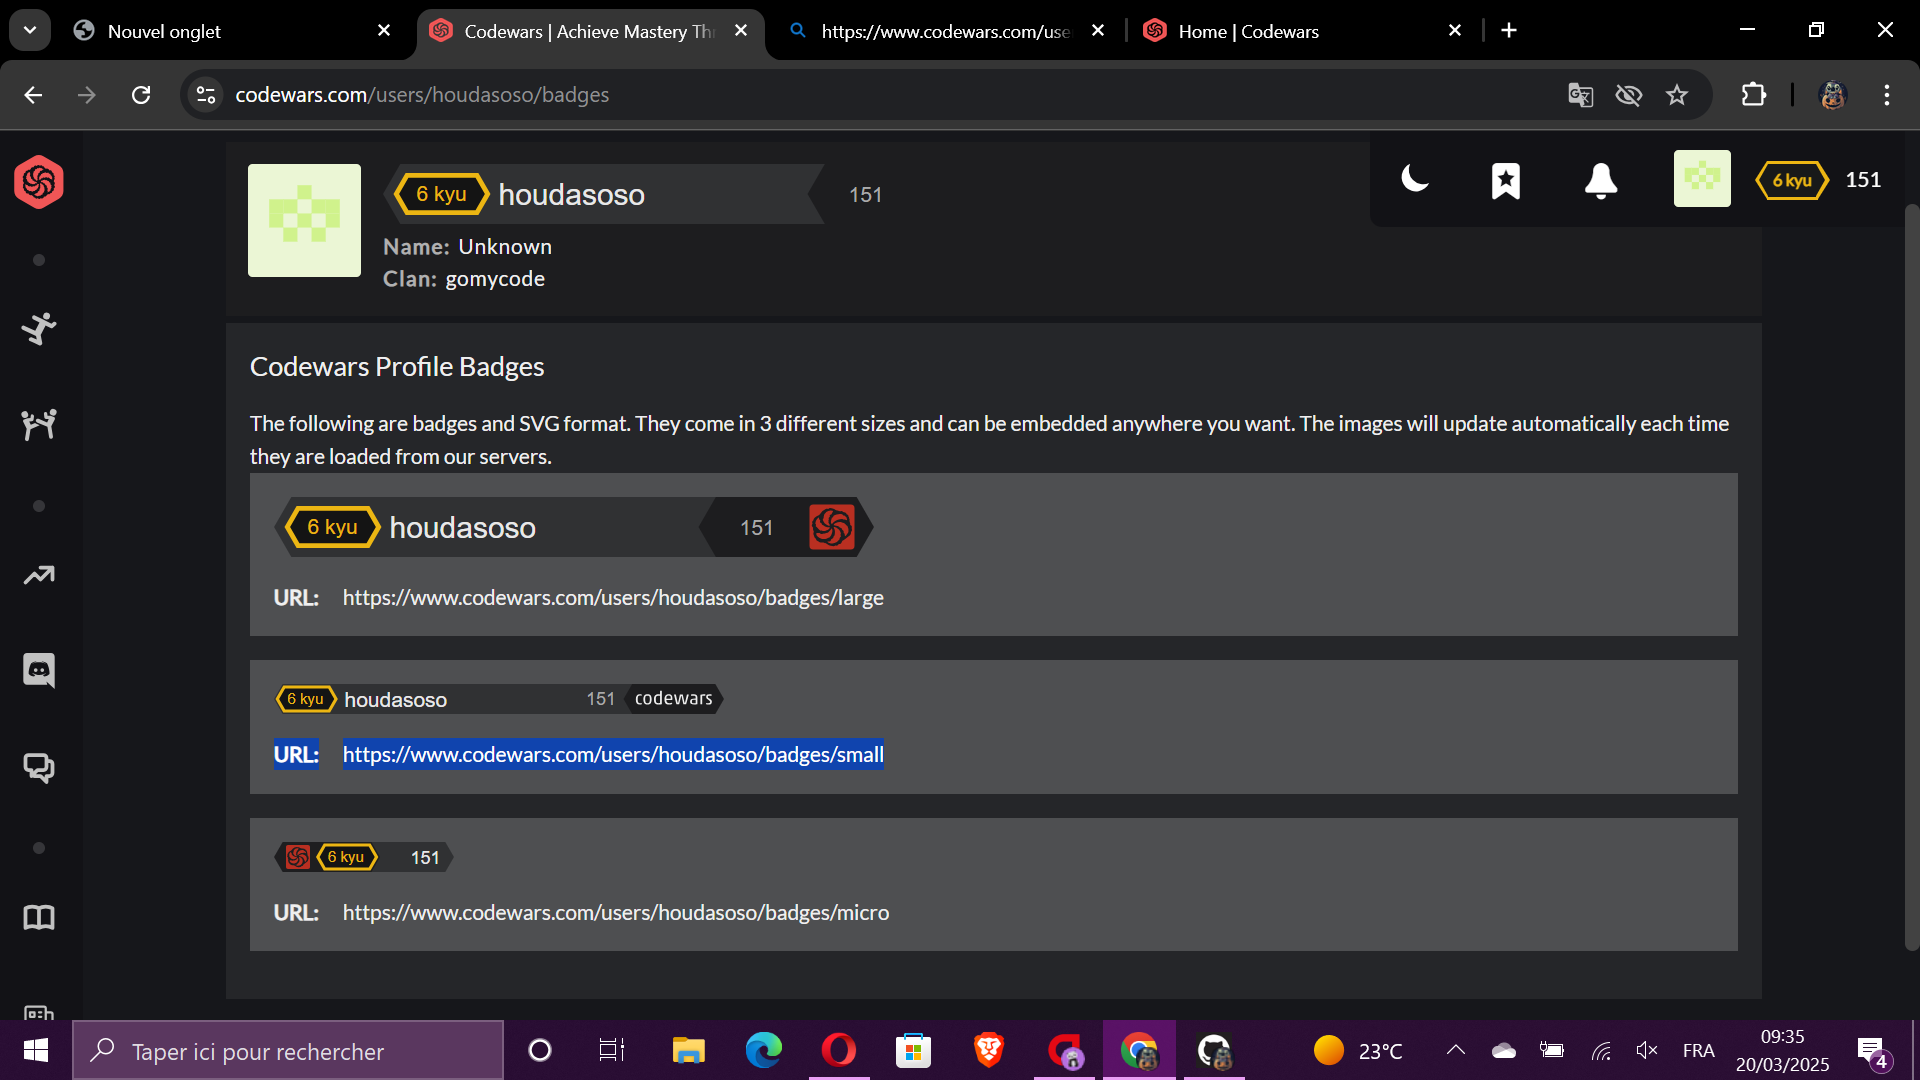 Nouvel onglet
Codewars | Achieve Mastery Th
https://www.codewars.com/use
Home | Codewars
codewars.com/users/houdasoso/badges
6 kyu houdasoso 151
6 kyu 151
Name: Unknown
Clan: gomycode
Codewars Profile Badges
The following are badges and SVG format. They come in 3 different sizes and can be embedded anywhere you want. The images will update automatically each time
they are loaded from our servers.
6 kyu houdasoso 151
URL: https://www.codewars.com/users/houdasoso/badges/large
6 kyu houdasoso 151 codewars
URL: https://www.codewars.com/users/houdasoso/badges/small
6 kyu 151
URL: https://www.codewars.com/users/houdasoso/badges/micro
Taper ici pour rechercher
23°C
FRA
09:35
20/03/2025
4